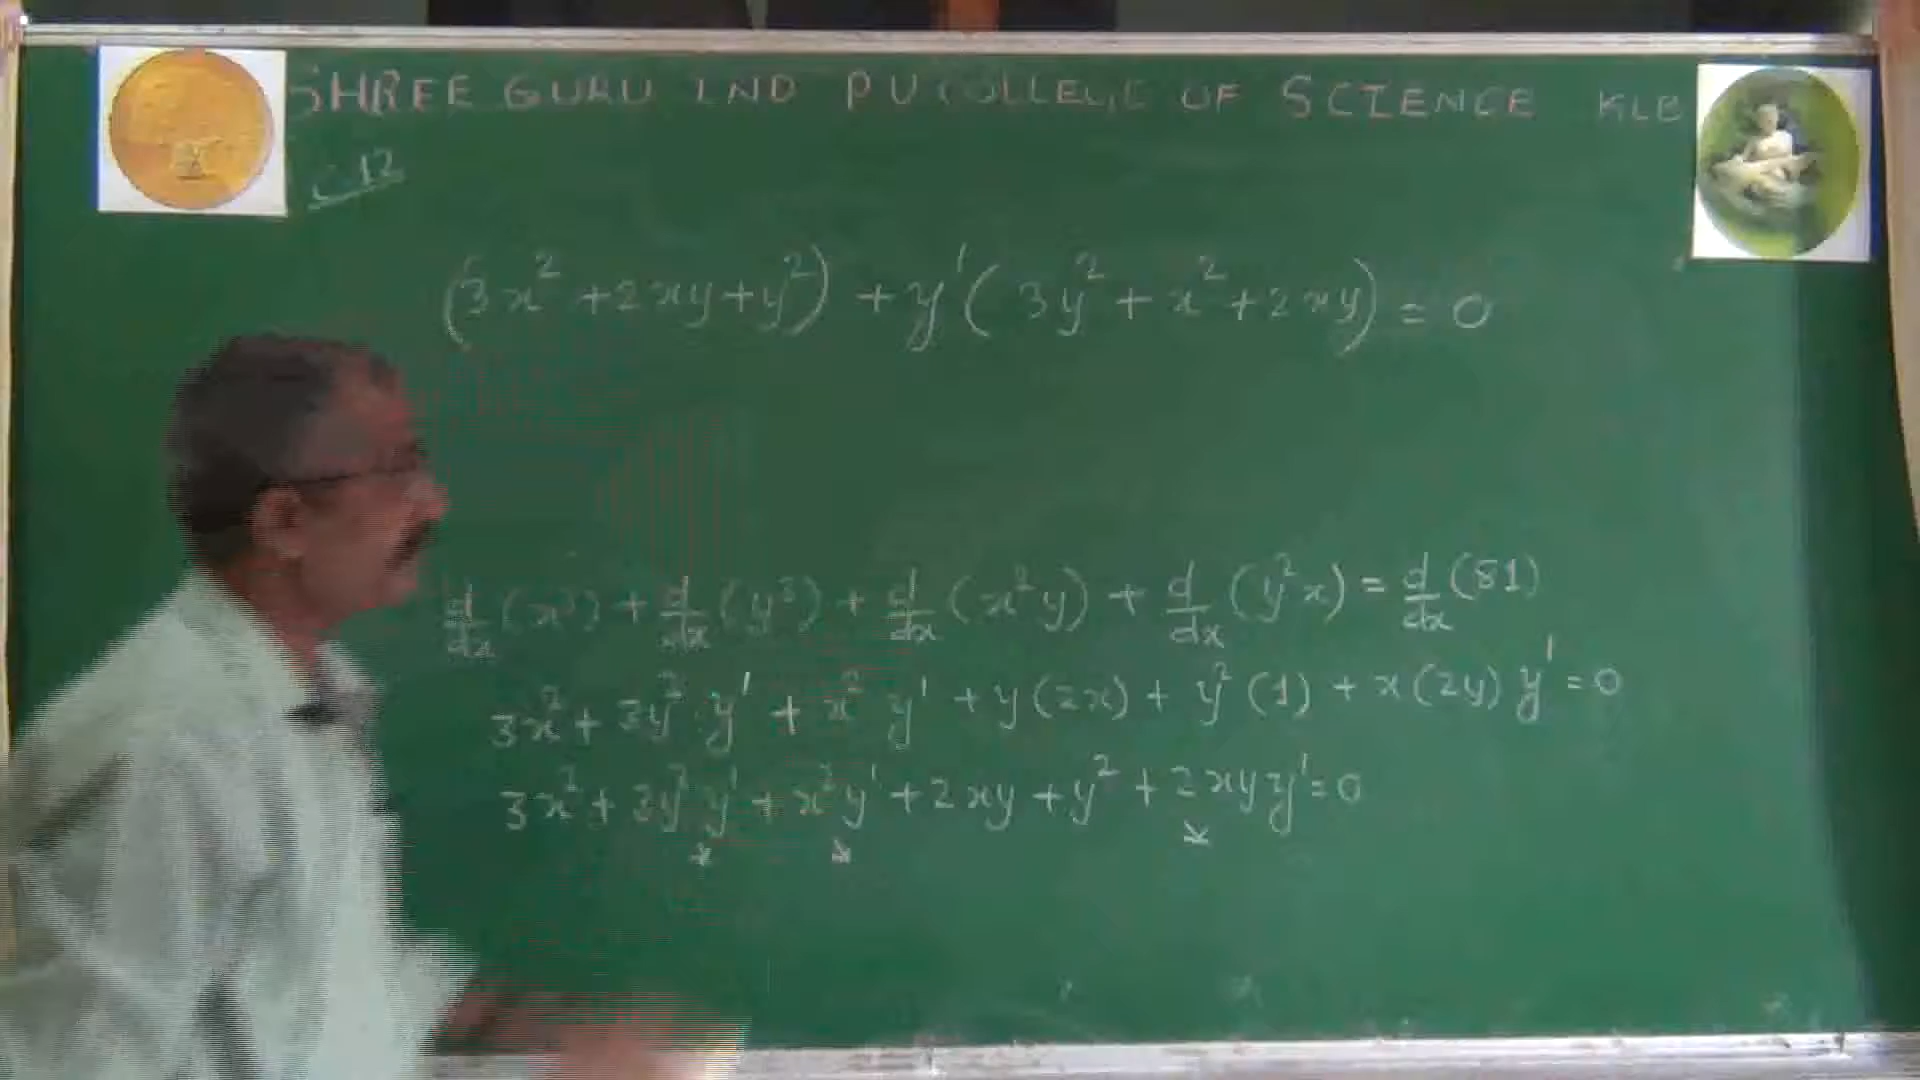 SHREE GURU IND PU COLLEGE OF SCIENCE KLB
C 12
(3x² + 2xy + y²) + y' (3y² + x² + 2xy) = 0
d/dx (x³) + d/dx (y³) + d/dx (x²y) + d/dx (y²x) = d/dx (81)
3x² + 3y² y' + x² y' + y(2x) + y² (1) + x(2y) y' = 0
3x² + 3y² y' + x² y' + 2xy + y² + 2xy y' = 0